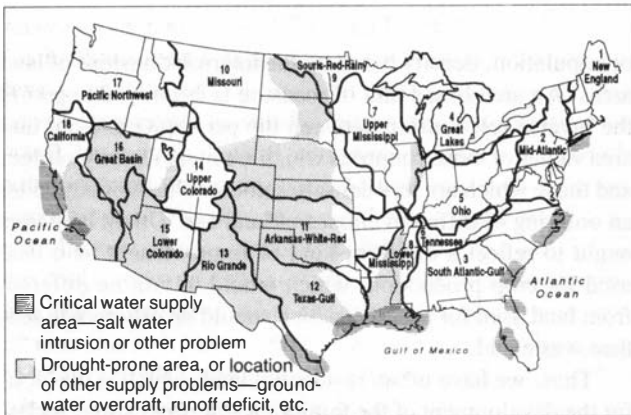 1
New
England
Souris-Red-Rainy
9
10
Missouri
17
Pacific Northwest
7
Upper
Mississippi
4
Great
Lakes
2
Mid-Atlantic
18
California
16
Great Basin
14
Upper
Colorado
5
Ohio
Pacific
Ocean
15
Lower
Colorado
11
Arkansas-White-Red
6
Tennessee
8
Lower
Mississippi
13
Rio Grande
12
Texas-Gulf
3
South Atlantic-Gulf
Atlantic
Ocean
Gulf of Mexico
Critical water supply
area—salt water
intrusion or other problem
Drought-prone area, or location
of other supply problem—ground-
water overdraft, runoff deficit, etc.